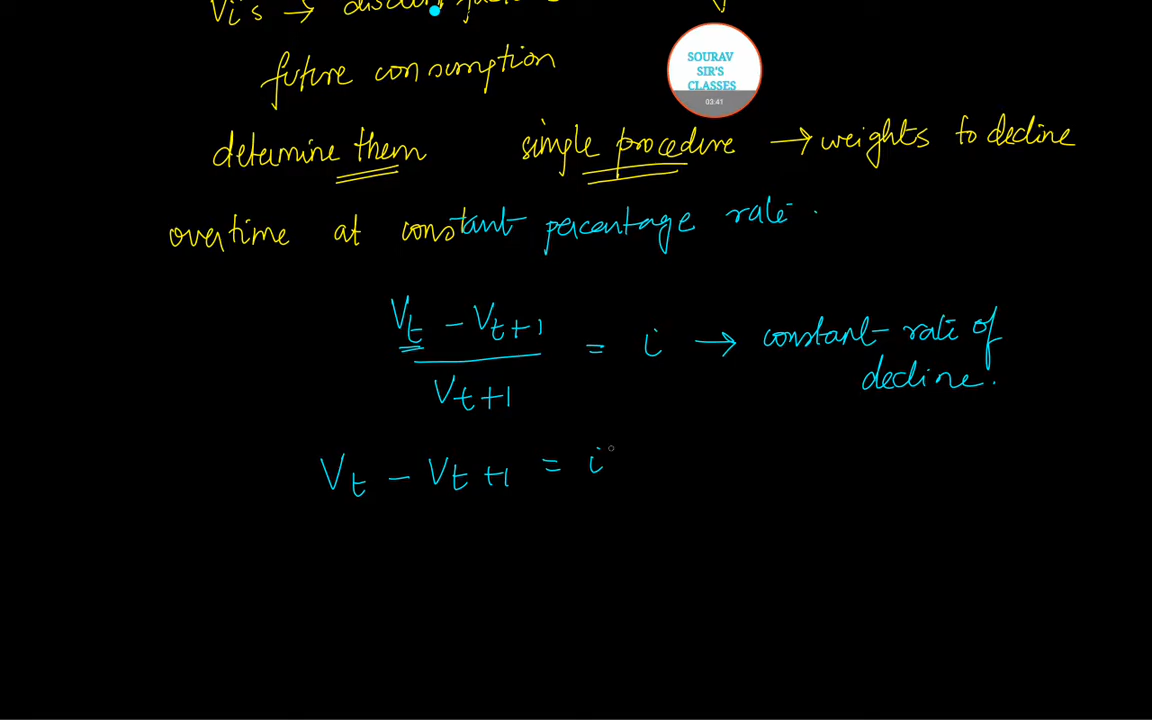 Vi's →
future consumption
SOURAV
SIR'S
CLASSES
03:41
determine them simple procedure → weights to decline
overtime at constant percentage rate.
Vt - Vt+1
Vt+1
= i → constant rate of
decline.
Vt - Vt+1 = i